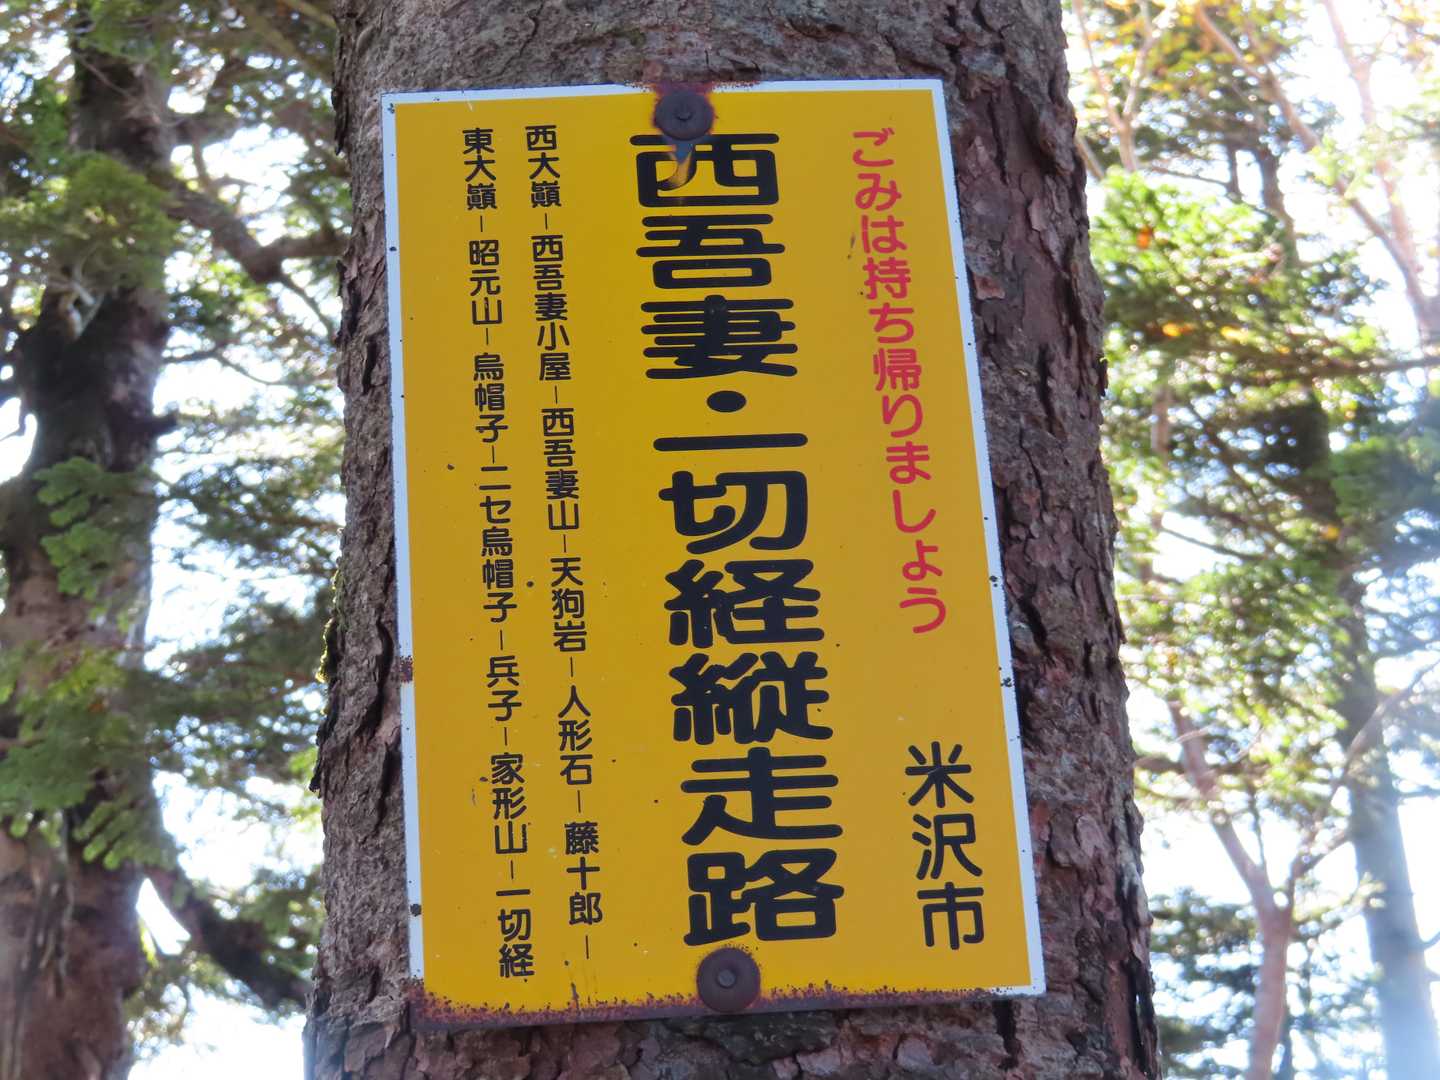 ごみは持ち帰りましょう
米沢市
西吾妻・一切経縦走路
西大巓－西吾妻小屋－西吾妻山－天狗岩－人形石－藤十郎－
東大巓－昭元山－烏帽子－ニセ烏帽子－兵子－家形山－一切経